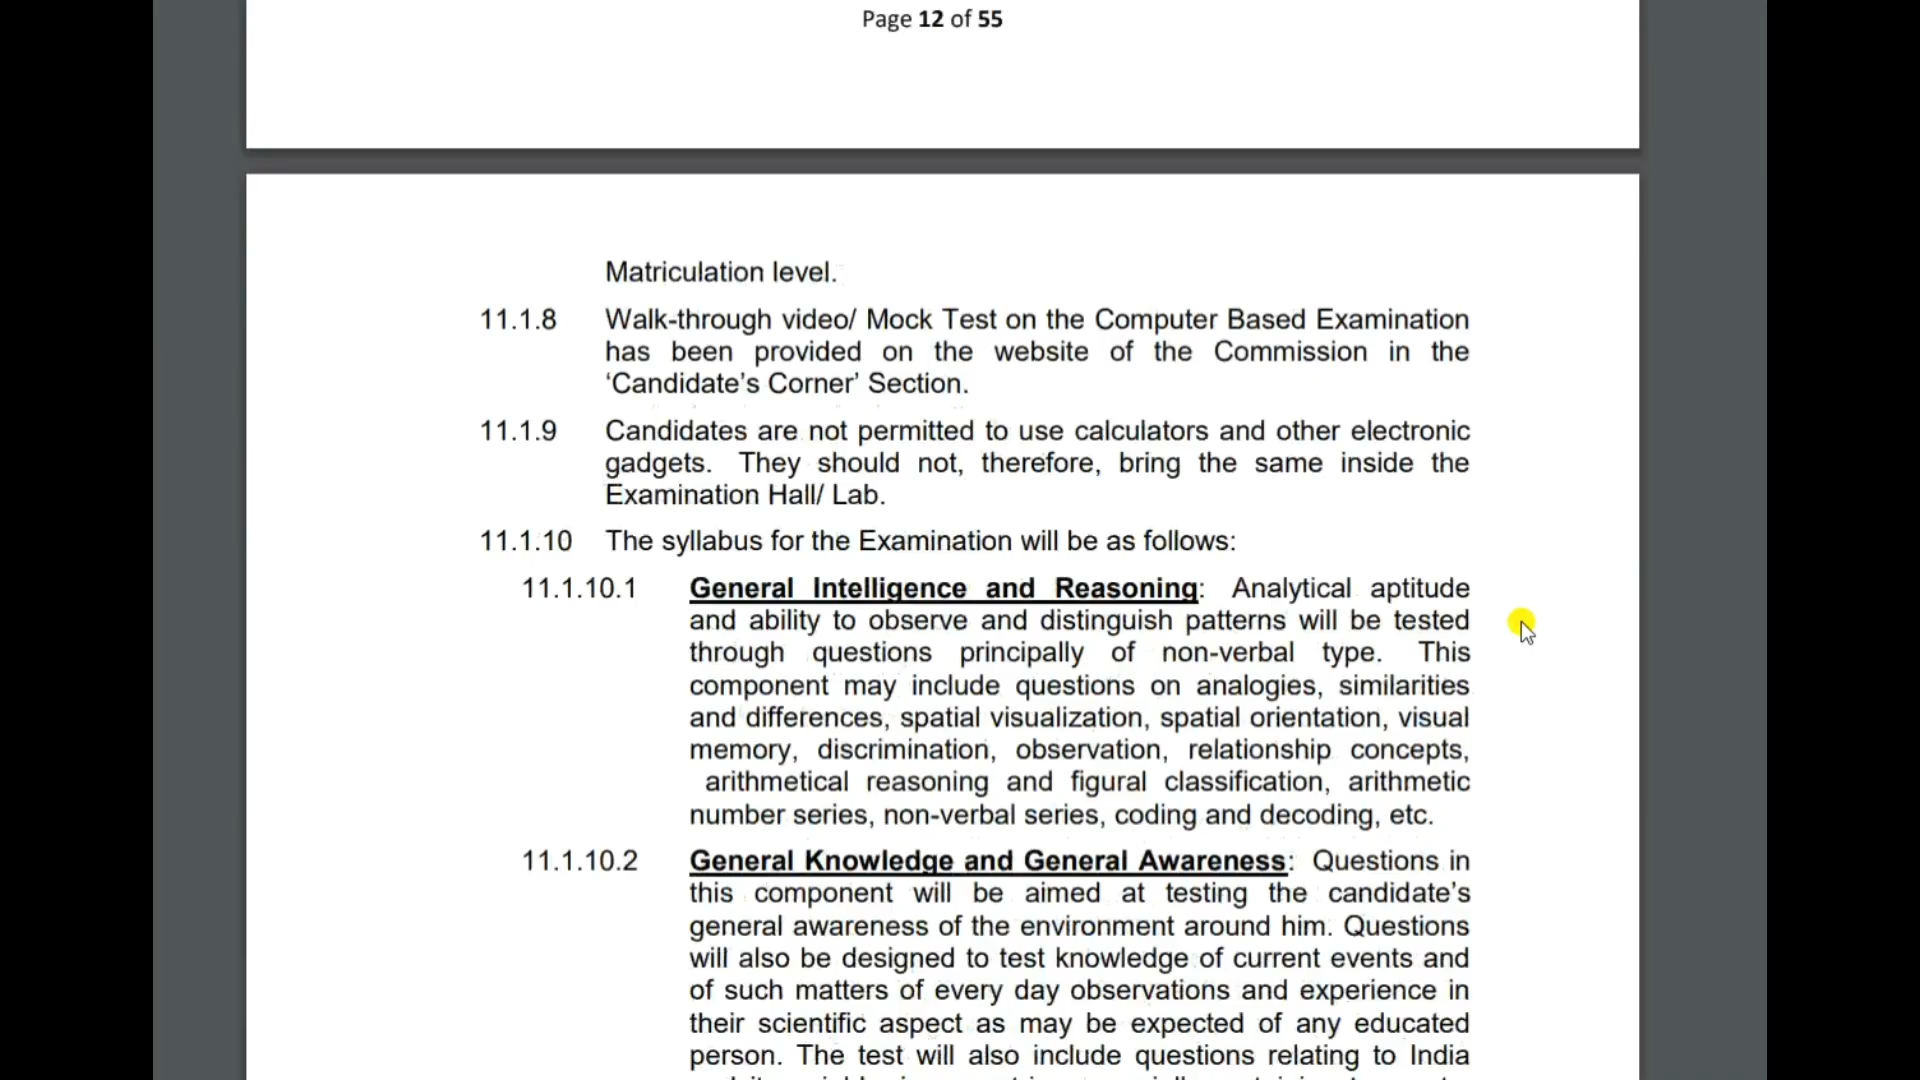 Page 12 of 55
Matriculation level.
11.1.8 Walk-through video/ Mock Test on the Computer Based Examination
has been provided on the website of the Commission in the
‘Candidate’s Corner’ Section.
11.1.9 Candidates are not permitted to use calculators and other electronic
gadgets. They should not, therefore, bring the same inside the
Examination Hall/ Lab.
11.1.10 The syllabus for the Examination will be as follows:
11.1.10.1 General Intelligence and Reasoning: Analytical aptitude
and ability to observe and distinguish patterns will be tested
through questions principally of non-verbal type. This
component may include questions on analogies, similarities
and differences, spatial visualization, spatial orientation, visual
memory, discrimination, observation, relationship concepts,
arithmetical reasoning and figural classification, arithmetic
number series, non-verbal series, coding and decoding, etc.
11.1.10.2 General Knowledge and General Awareness: Questions in
this component will be aimed at testing the candidate’s
general awareness of the environment around him. Questions
will also be designed to test knowledge of current events and
of such matters of every day observations and experience in
their scientific aspect as may be expected of any educated
person. The test will also include questions relating to India